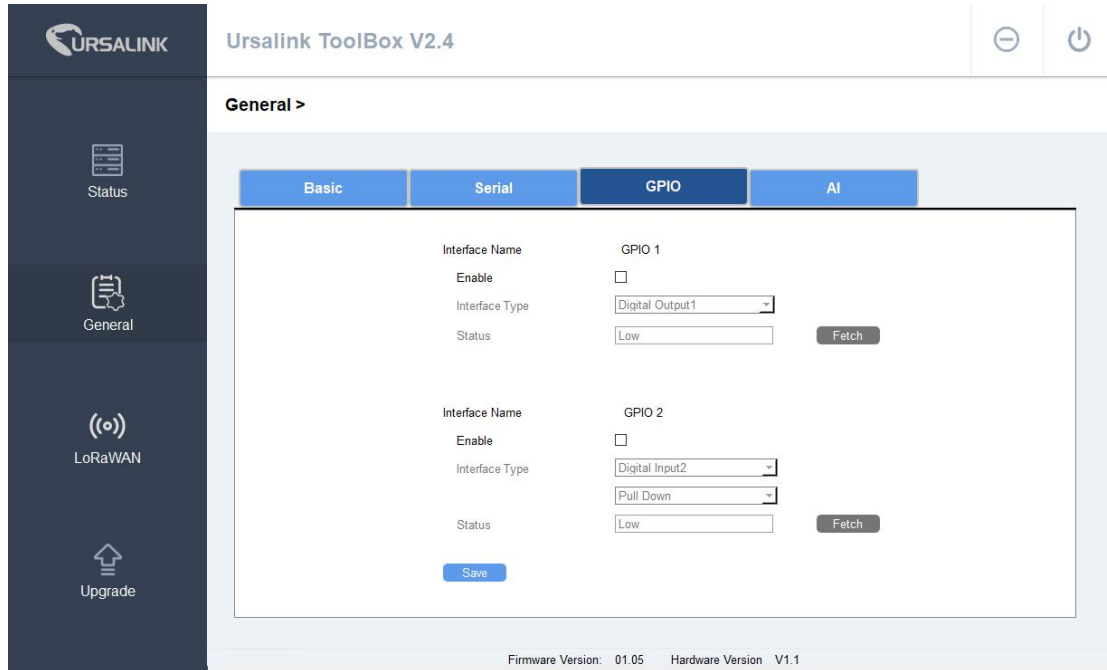 URSALINK
Ursalink ToolBox V2.4
General >
Status
General
LoRaWAN
Upgrade
Basic Serial GPIO AI
Interface Name GPIO 1
Enable
Interface Type Digital Output1
Status Low Fetch
Interface Name GPIO 2
Enable
Interface Type Digital Input2
Pull Down
Status Low Fetch
Save
Firmware Version: 01.05 Hardware Version V1.1